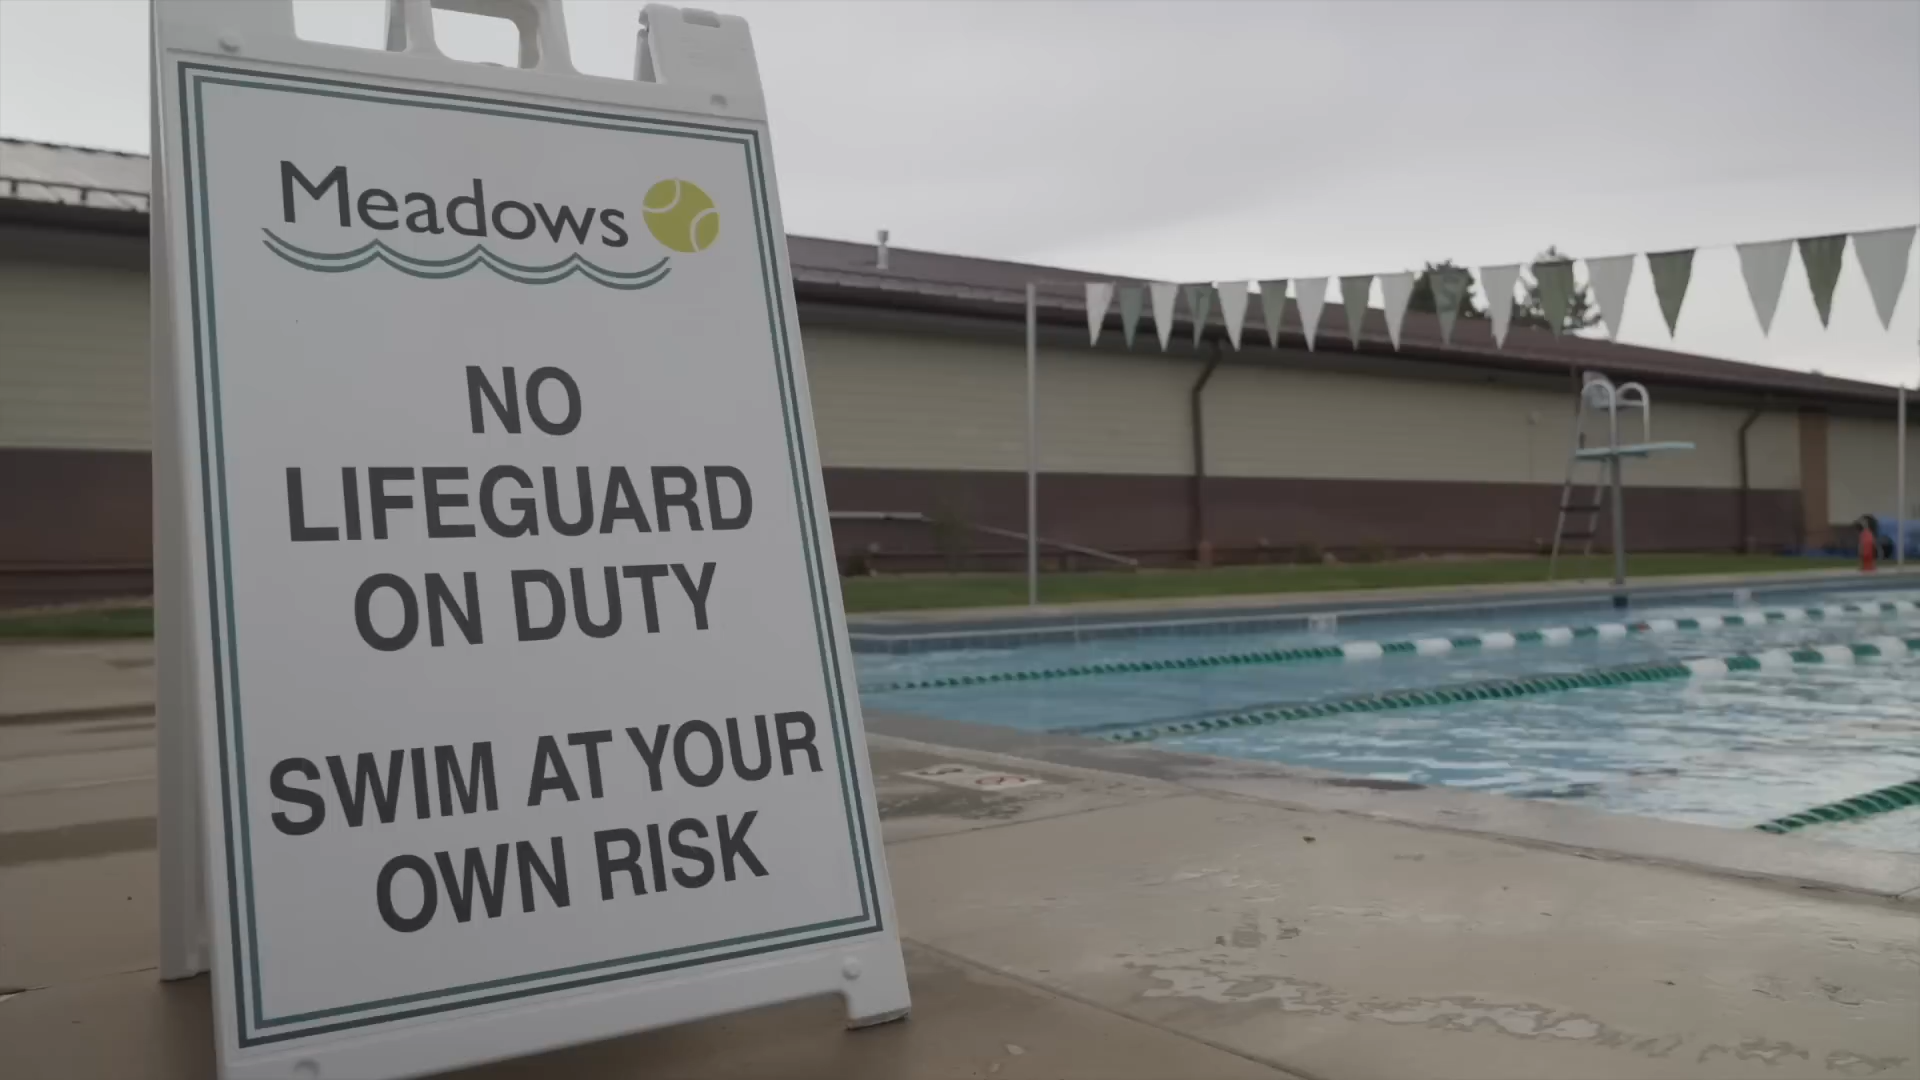 Meadows
NO
LIFEGUARD
ON DUTY
SWIM AT YOUR
OWN RISK